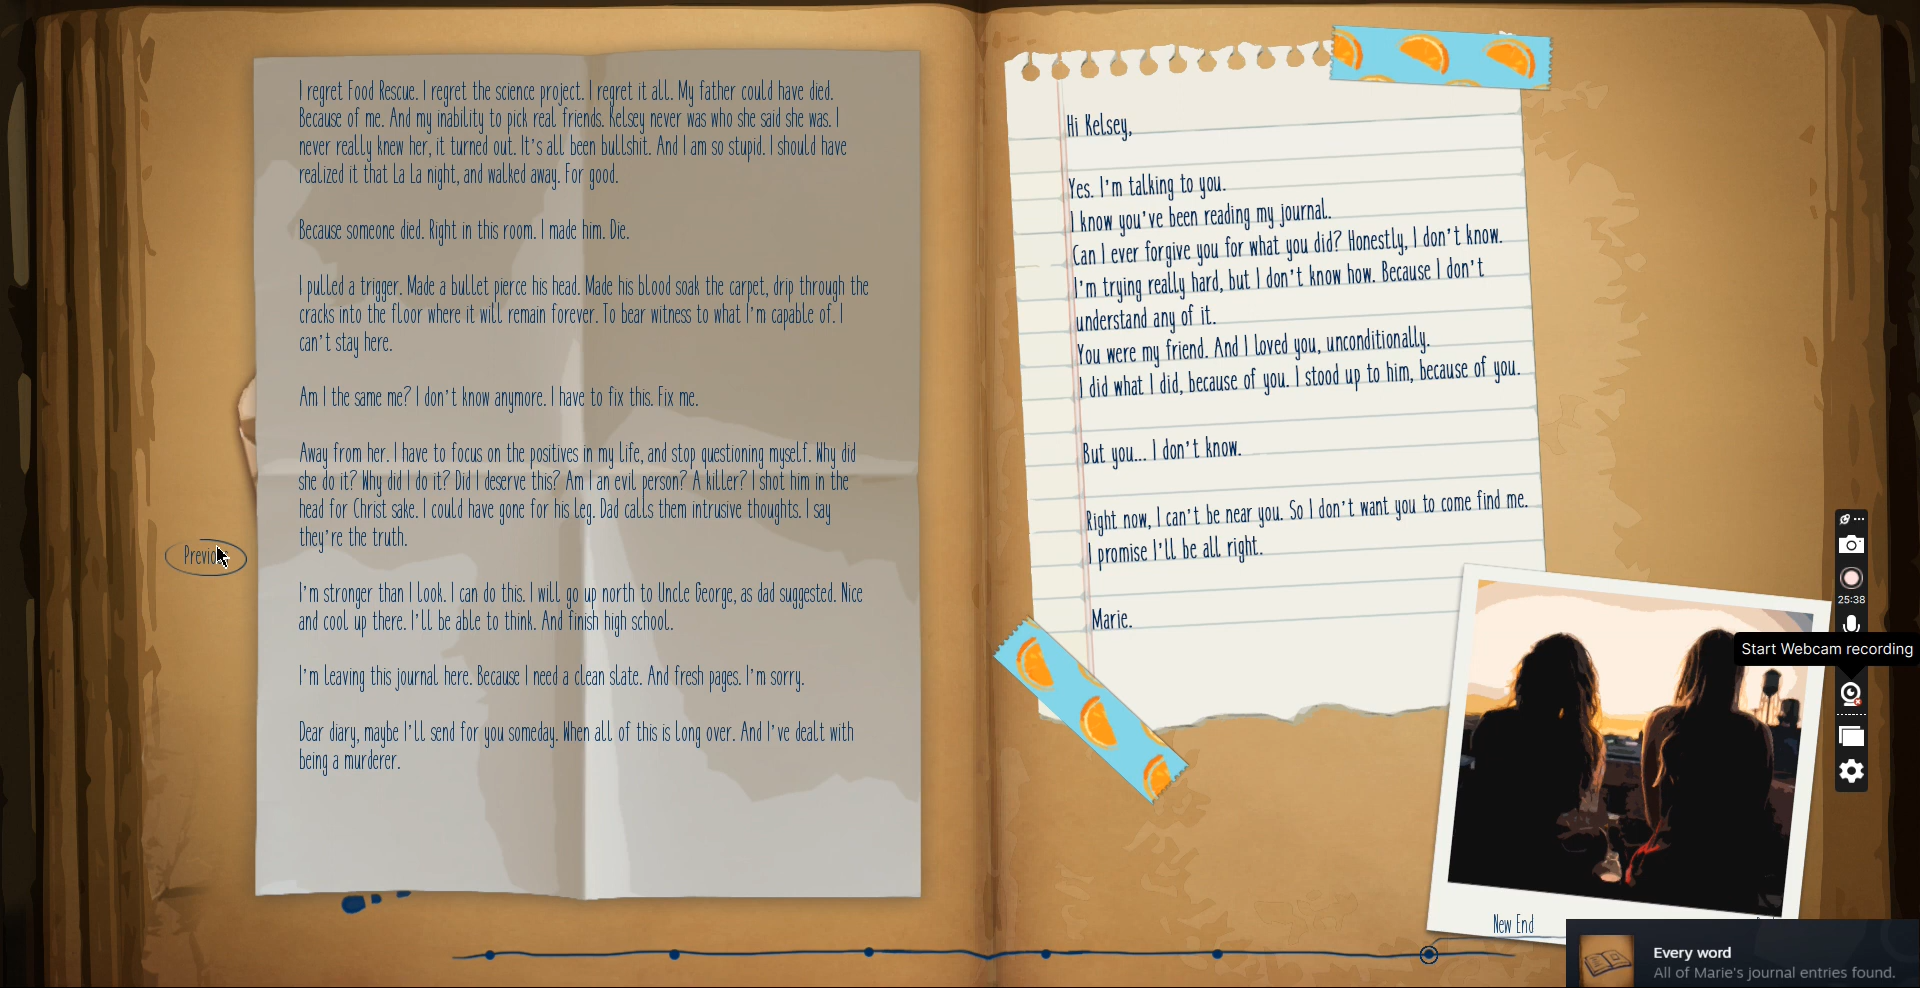 I regret Food Rescue. I regret the science project. I regret it all. My father could have died.
Because of me. And my inability to pick real friends. Kelsey never was who she said she was. I
never really knew her, it turned out. It's all been bullshit. And I am so stupid. I should have
realized it that La La night, and walked away. For good.
Because someone died. Right in this room. I made him. Die.
I pulled a trigger. Made a bullet pierce his head. Made his blood soak the carpet, drip through the
cracks into the floor where it will remain forever. To bear witness to what I'm capable of. I
can't stay here.
Am I the same me? I don't know anymore. I have to fix this. Fix me.
Away from her. I have to focus on the positives in my life, and stop questioning myself. Why did
she do it? Why did I do it? Did I deserve this? Am I an evil person? A killer? I shot him in the
head for Christ sake. I could have gone for his leg. Dad calls them intrusive thoughts. I say
they're the truth.
I'm stronger than I look. I can do this. I will go up north to Uncle George, as dad suggested. Nice
and cool up there. I'll be able to think. And finish high school.
I'm leaving this journal here. Because I need a clean slate. And fresh pages. I'm sorry.
Dear diary, maybe I'll send for you someday. When all of this is long over. And I've dealt with
being a murderer.
Hi Kelsey,
Yes. I'm talking to you.
I know you've been reading my journal.
Can I ever forgive you for what you did? Honestly, I don't know.
I'm trying really hard, but I don't know how. Because I don't
understand any of it.
You were my friend. And I loved you, unconditionally.
I did what I did, because of you. I stood up to him, because of you.
But you... I don't know.
Right now, I can't be near you. So I don't want you to come find me.
I promise I'll be all right.
Marie.
25:38
Start Webcam recording
New End
Every word
All of Marie's journal entries found.